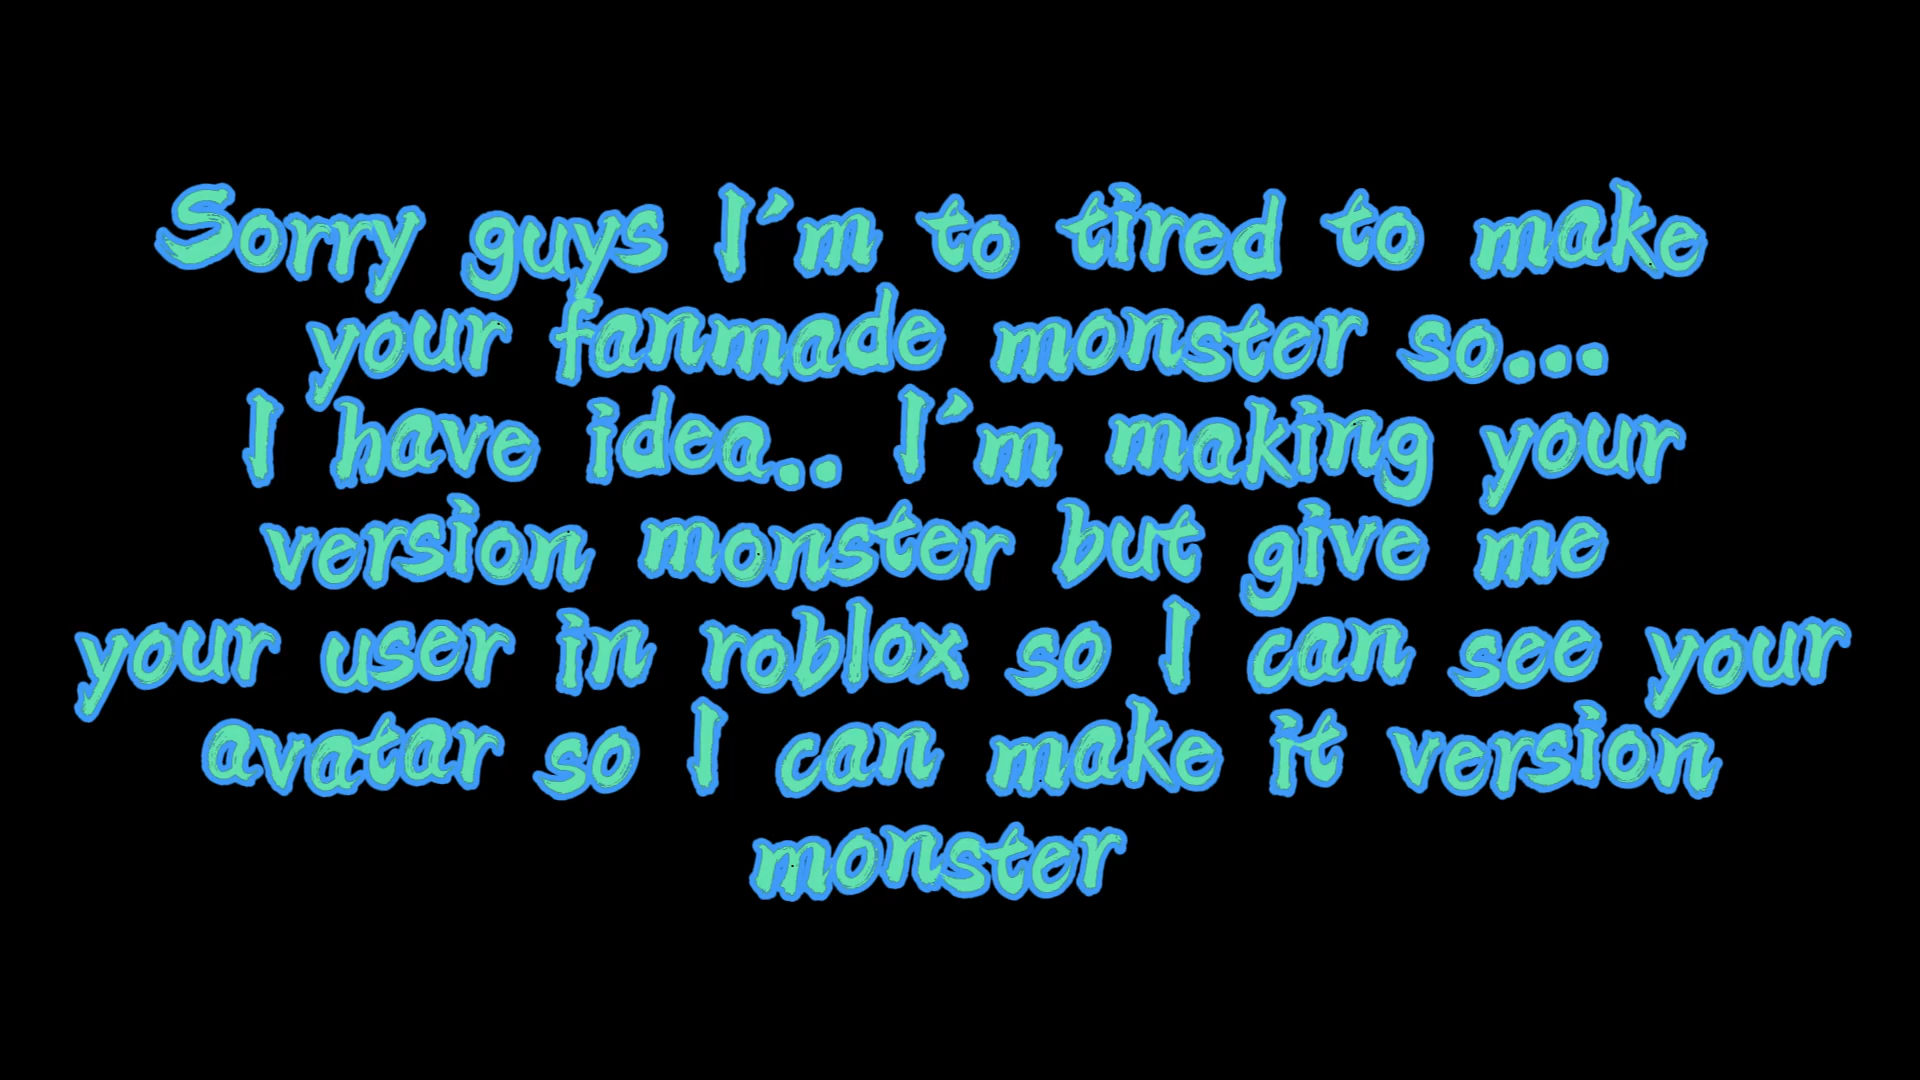 Sorry guys I'm to tired to make
your fanmade monster so...
I have idea.. I'm making your
version monster but give me
your user in roblox so I can see your
avatar so I can make it version
monster